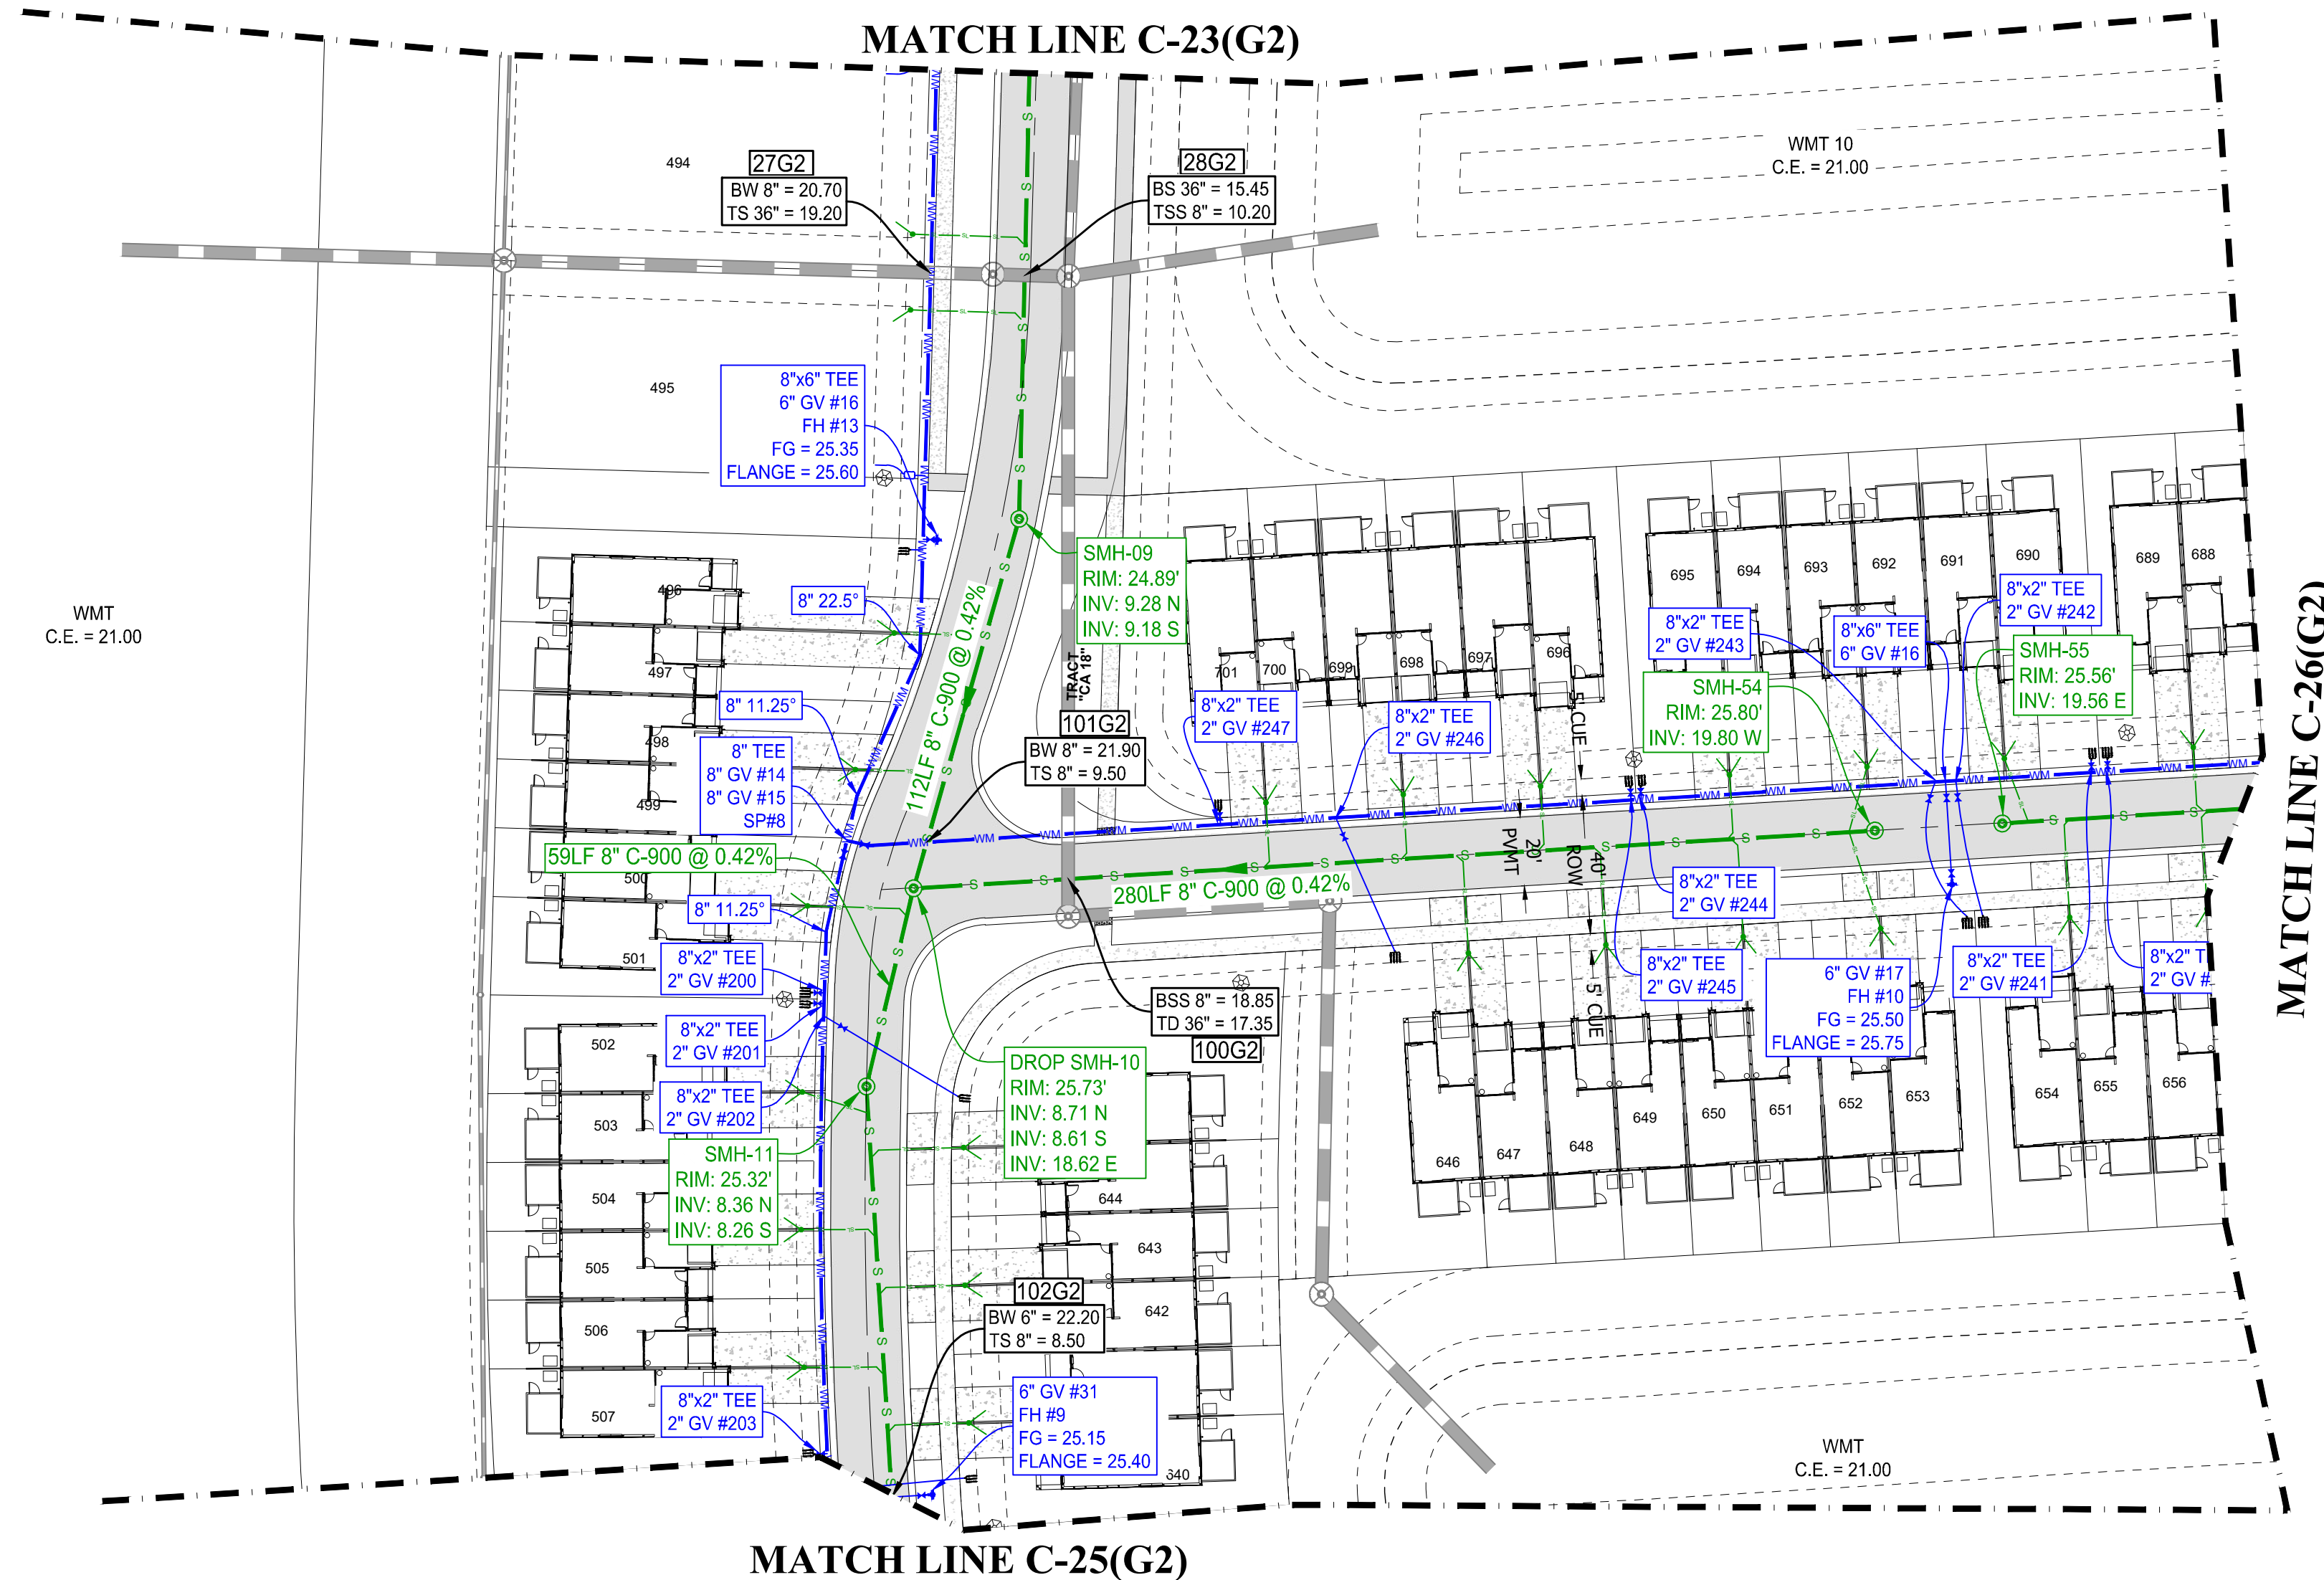 MATCH LINE C-23(G2)
494
27G2
BW 8" = 20.70
TS 36" = 19.20
28G2
BS 36" = 15.45
TSS 8" = 10.20
WMT 10
C.E. = 21.00
495
8"x6" TEE
6" GV #16
FH #13
FG = 25.35
FLANGE = 25.60
WMT
C.E. = 21.00
496
497
498
499
500
501
8" 22.5°
8" 11.25°
8" TEE
8" GV #14
8" GV #15
SP#8
59LF 8" C-900 @ 0.42%
8" 11.25°
8"x2" TEE
2" GV #200
8"x2" TEE
2" GV #201
8"x2" TEE
2" GV #202
112LF 8" C-900 @ 0.42%
SMH-09
RIM: 24.89'
INV: 9.28 N
INV: 9.18 S
TRACT
"CA 18"
101G2
BW 8" = 21.90
TS 8" = 9.50
701
700
699
698
697
696
695
694
693
692
691
690
689
688
8"x2" TEE
2" GV #247
8"x2" TEE
2" GV #246
5' CUE
8"x2" TEE
2" GV #243
8"x6" TEE
6" GV #16
8"x2" TEE
2" GV #242
SMH-54
RIM: 25.80'
INV: 19.80 W
SMH-55
RIM: 25.56'
INV: 19.56 E
MATCH LINE C-26(G2)
280LF 8" C-900 @ 0.42%
20'
PVMT
40'
ROW
8"x2" TEE
2" GV #244
8"x2" TEE
2" GV #245
5' CUE
6" GV #17
FH #10
FG = 25.50
FLANGE = 25.75
8"x2" TEE
2" GV #241
8"x2" T
2" GV #
BSS 8" = 18.85
TD 36" = 17.35
100G2
DROP SMH-10
RIM: 25.73'
INV: 8.71 N
INV: 8.61 S
INV: 18.62 E
SMH-11
RIM: 25.32'
INV: 8.36 N
INV: 8.26 S
502
503
504
505
506
507
644
643
642
640
646
647
648
649
650
651
652
653
654
655
656
102G2
BW 6" = 22.20
TS 8" = 8.50
8"x2" TEE
2" GV #203
6" GV #31
FH #9
FG = 25.15
FLANGE = 25.40
WMT
C.E. = 21.00
MATCH LINE C-25(G2)